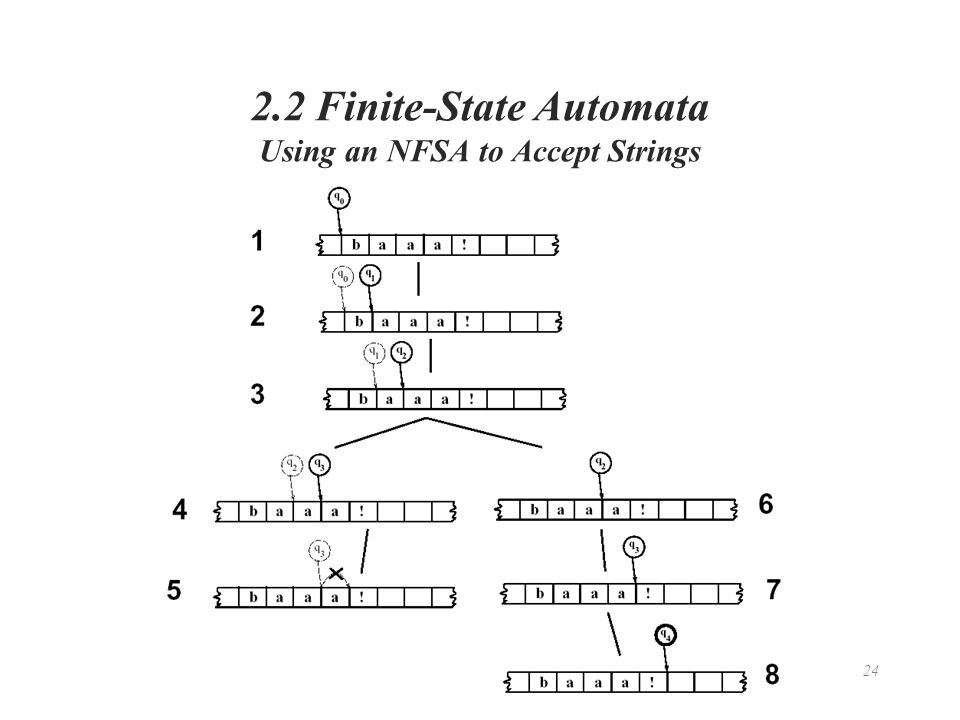 2.2 Finite-State Automata
Using an NFSA to Accept Strings
q0
1
b a a a !
q0 q1
2
b a a a !
q1 q2
3
b a a a !
q2 q3
4
b a a a !
q2
6
b a a a !
q3
5
b a a a !
q3
7
b a a a !
q4
8
b a a a !
24